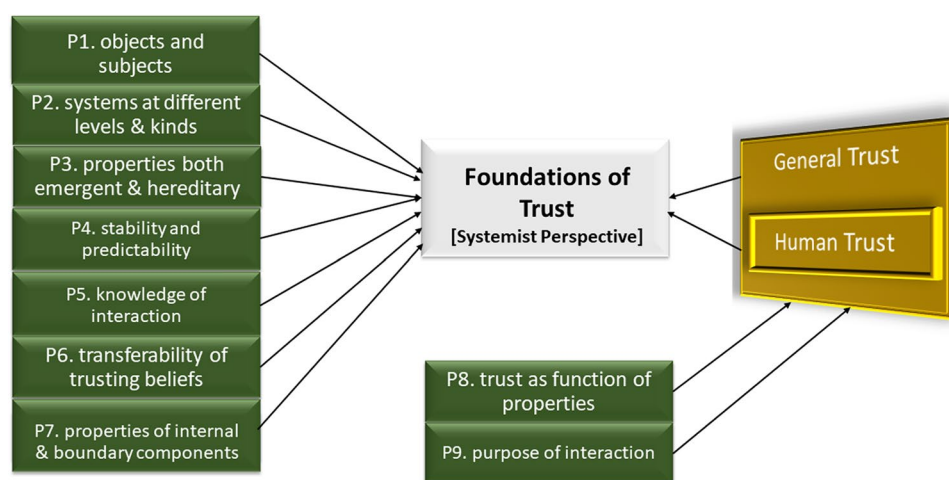 P1. objects and
subjects
P2. systems at different
levels & kinds
P3. properties both
emergent & hereditary
P4. stability and
predictability
P5. knowledge of
interaction
P6. transferability of
trusting beliefs
P7. properties of internal
& boundary components
Foundations of
Trust
[Systemist Perspective]
General Trust
Human Trust
P8. trust as function of
properties
P9. purpose of interaction